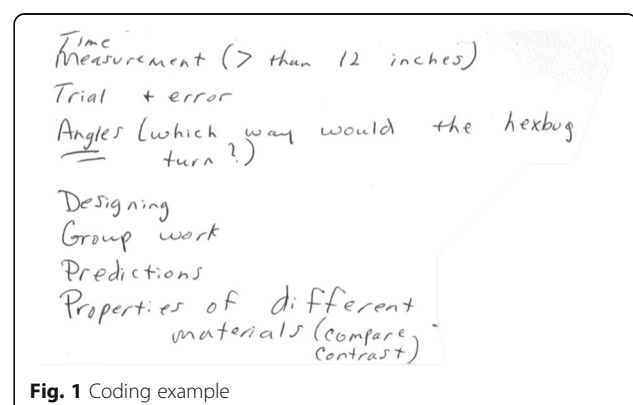 Time
Measurement (> than 12 inches)
Trial + error
Angles (which way would the hexbug
turn?)
Designing
Group work
Predictions
Properties of different
materials (compare,
contrast)
Fig. 1 Coding example